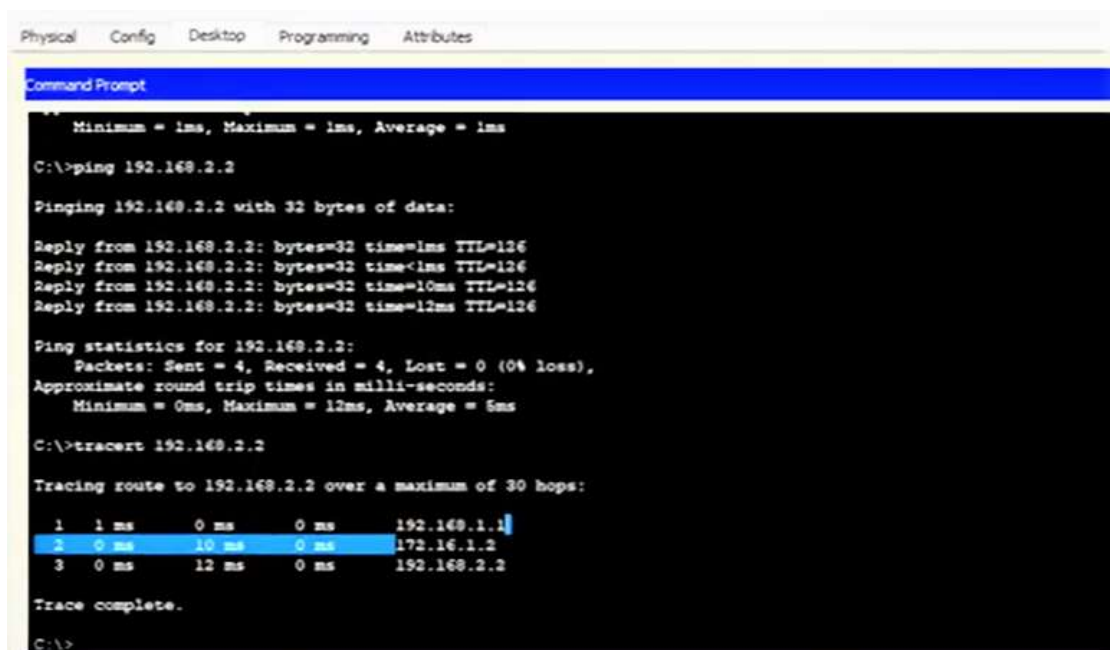 Physical Config Desktop Programming Attributes
Command Prompt
Minimum = 1ms, Maximum = 1ms, Average = 1ms
C:\>ping 192.168.2.2
Pinging 192.168.2.2 with 32 bytes of data:
Reply from 192.168.2.2: bytes=32 time=1ms TTL=126
Reply from 192.168.2.2: bytes=32 time<1ms TTL=126
Reply from 192.168.2.2: bytes=32 time=10ms TTL=126
Reply from 192.168.2.2: bytes=32 time=12ms TTL=126
Ping statistics for 192.168.2.2:
Packets: Sent = 4, Received = 4, Lost = 0 (0% loss),
Approximate round trip times in milli-seconds:
Minimum = 0ms, Maximum = 12ms, Average = 5ms
C:\>tracert 192.168.2.2
Tracing route to 192.168.2.2 over a maximum of 30 hops:
1 1 ms 0 ms 0 ms 192.168.1.1
2 0 ms 10 ms 0 ms 172.16.1.2
3 0 ms 12 ms 0 ms 192.168.2.2
Trace complete.
C:\>